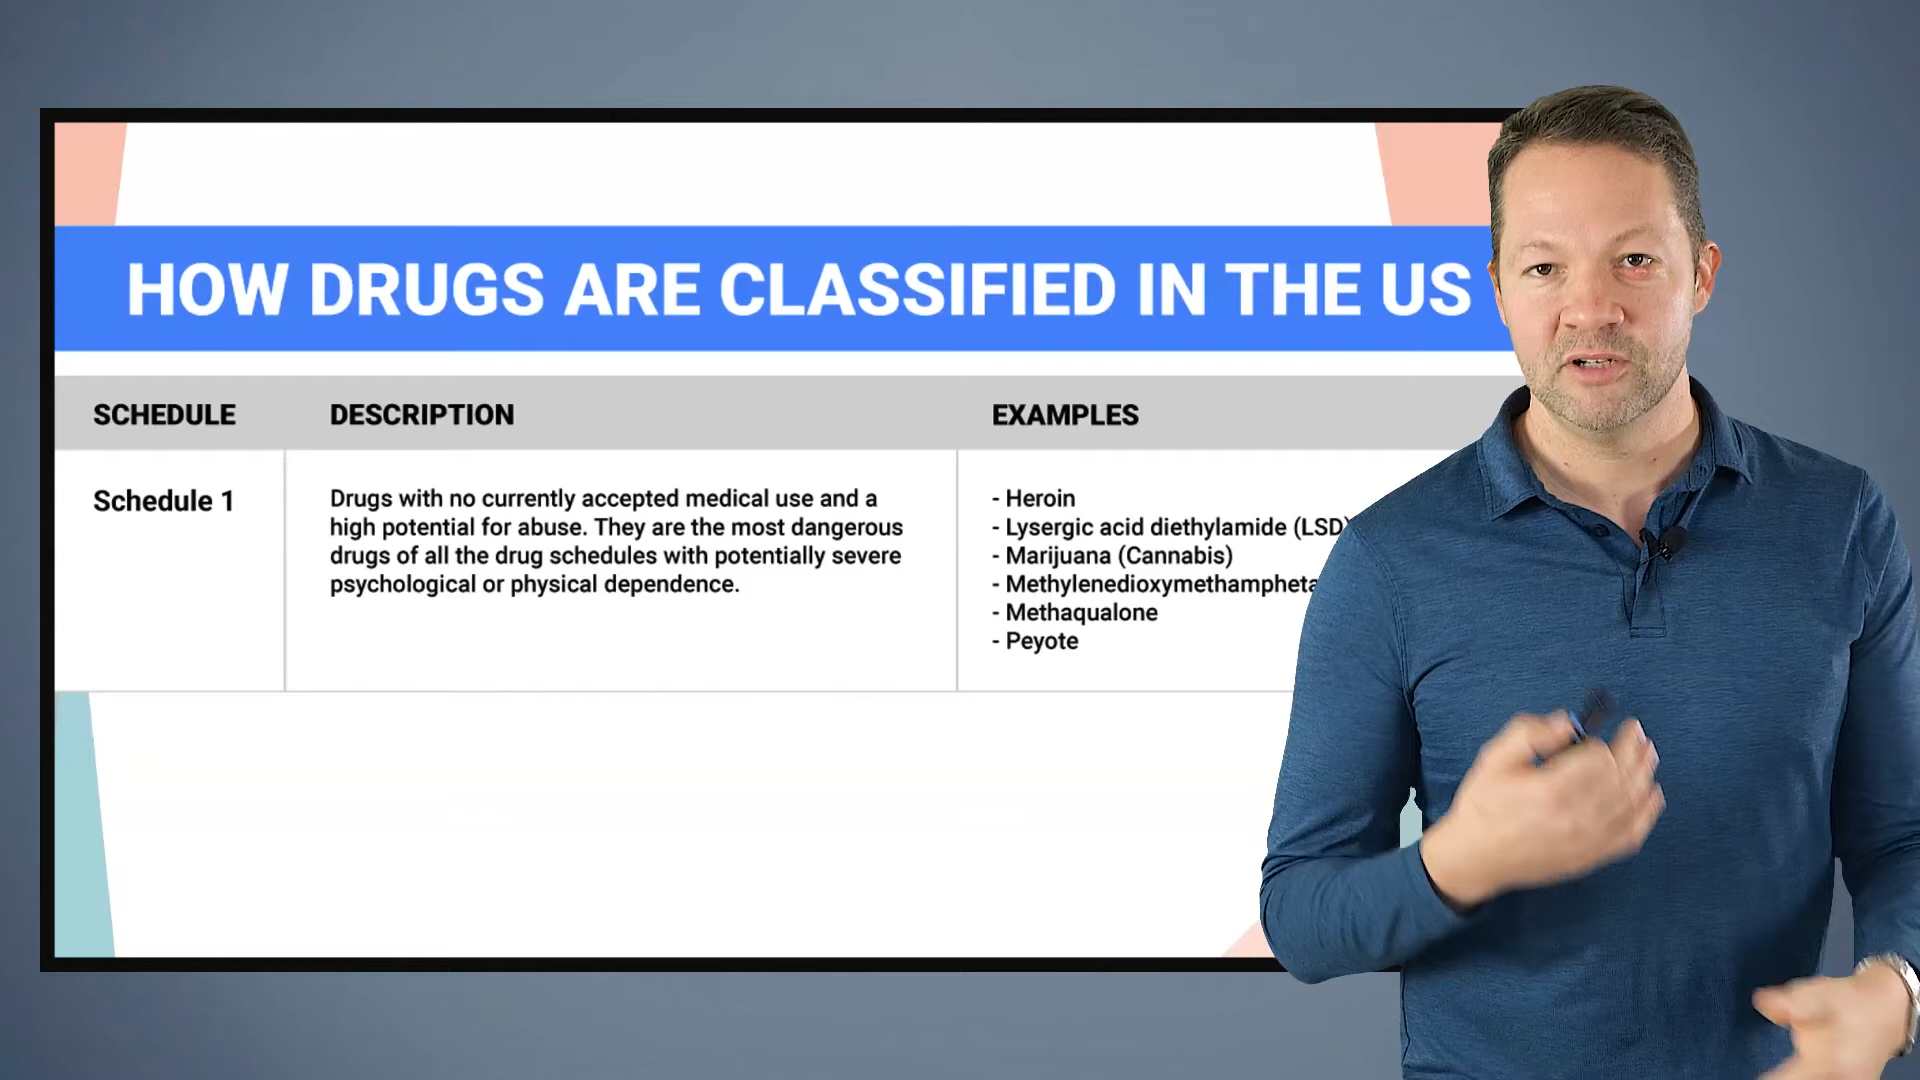 HOW DRUGS ARE CLASSIFIED IN THE US
SCHEDULE DESCRIPTION EXAMPLES
Schedule 1
Drugs with no currently accepted medical use and a
high potential for abuse. They are the most dangerous
drugs of all the drug schedules with potentially severe
psychological or physical dependence.
- Heroin
- Lysergic acid diethylamide (LSD)
- Marijuana (Cannabis)
-
- Methaqualone
- Peyote